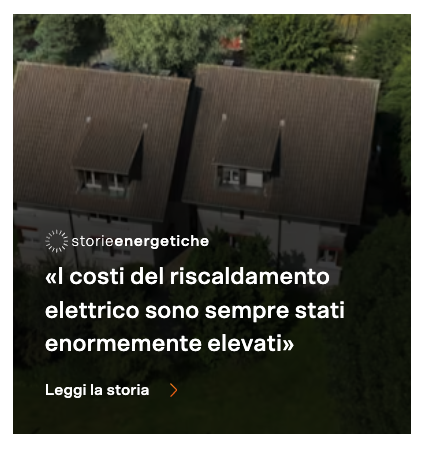 storieenergetiche
«I costi del riscaldamento
elettrico sono sempre stati
enormemente elevati»
Leggi la storia